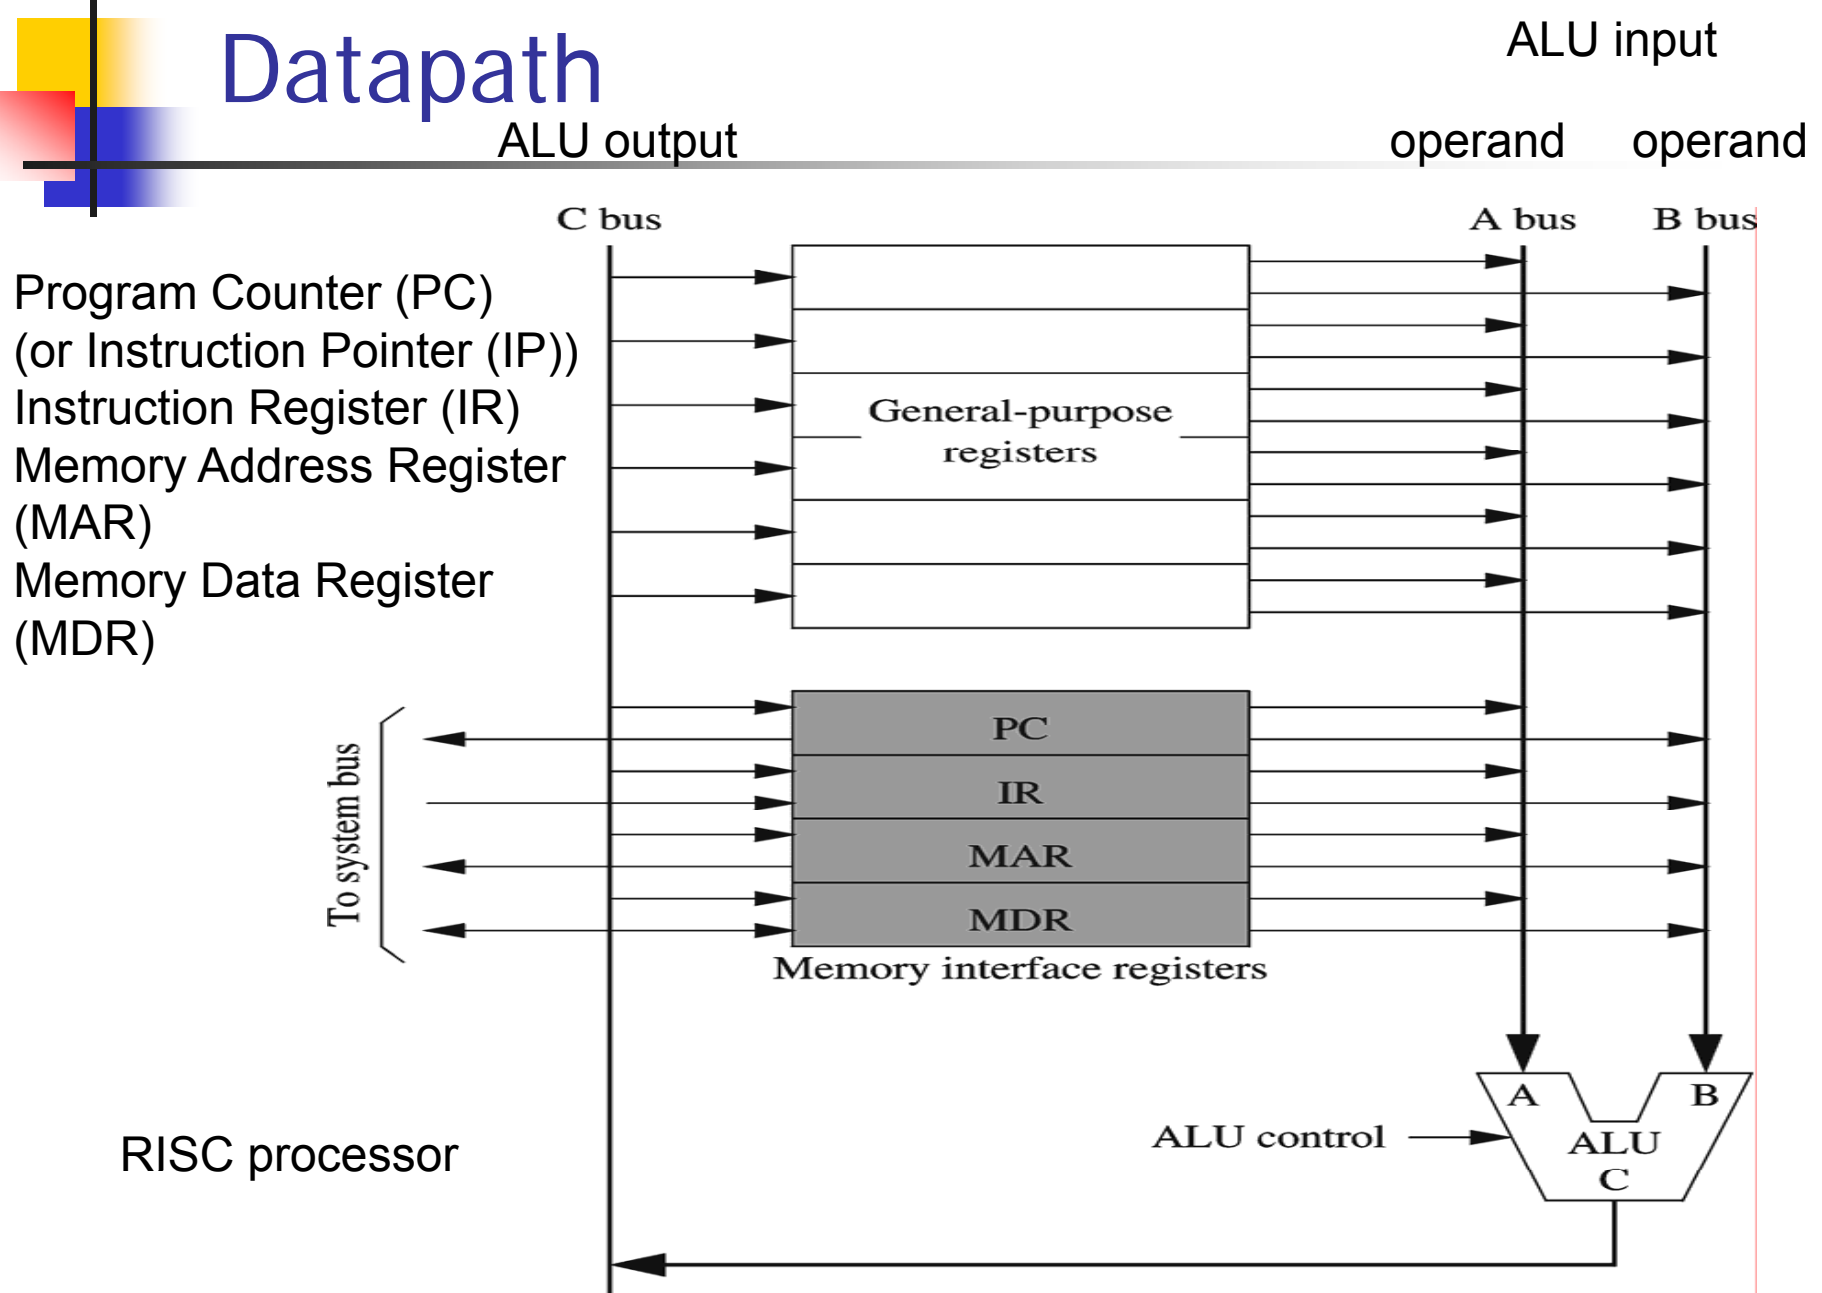 Datapath
ALU input
ALU output
operand
operand
C bus
A bus
B bus
Program Counter (PC)
(or Instruction Pointer (IP))
Instruction Register (IR)
Memory Address Register
(MAR)
Memory Data Register
(MDR)
General-purpose
registers
To system bus
PC
IR
MAR
MDR
Memory interface registers
RISC processor
ALU control
A
B
ALU
C